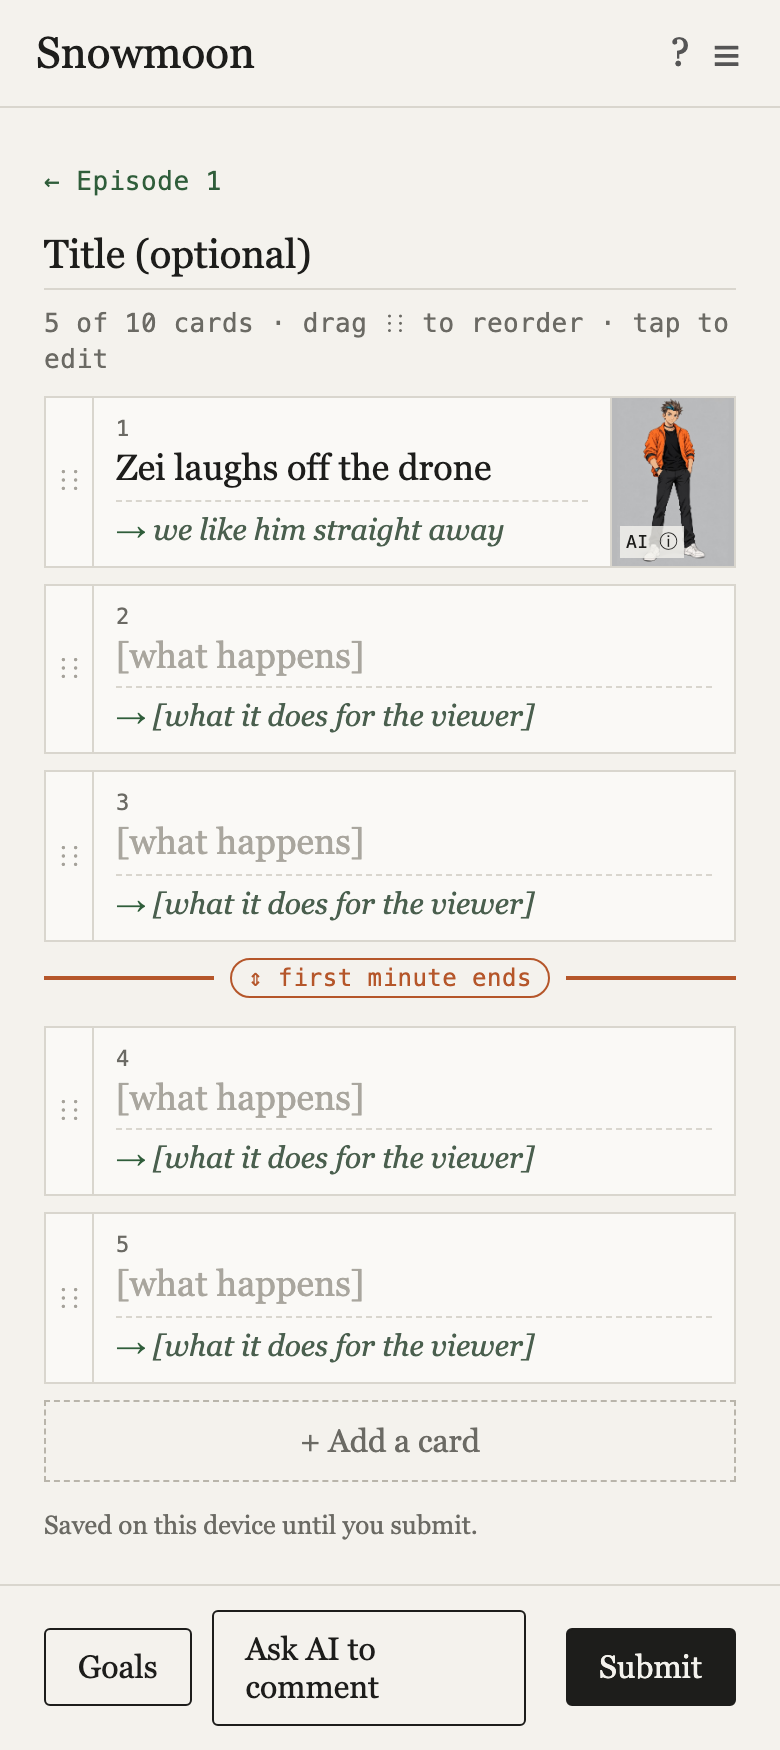 Snowmoon ? ≡
← Episode 1
Title (optional)
5 of 10 cards · drag ⠿ to reorder · tap to
edit
1
Zei laughs off the drone
→ we like him straight away
AI ⓘ
2
[what happens]
→ [what it does for the viewer]
3
[what happens]
→ [what it does for the viewer]
⇕ first minute ends
4
[what happens]
→ [what it does for the viewer]
5
[what happens]
→ [what it does for the viewer]
+ Add a card
Saved on this device until you submit.
Goals
Ask AI to
comment
Submit